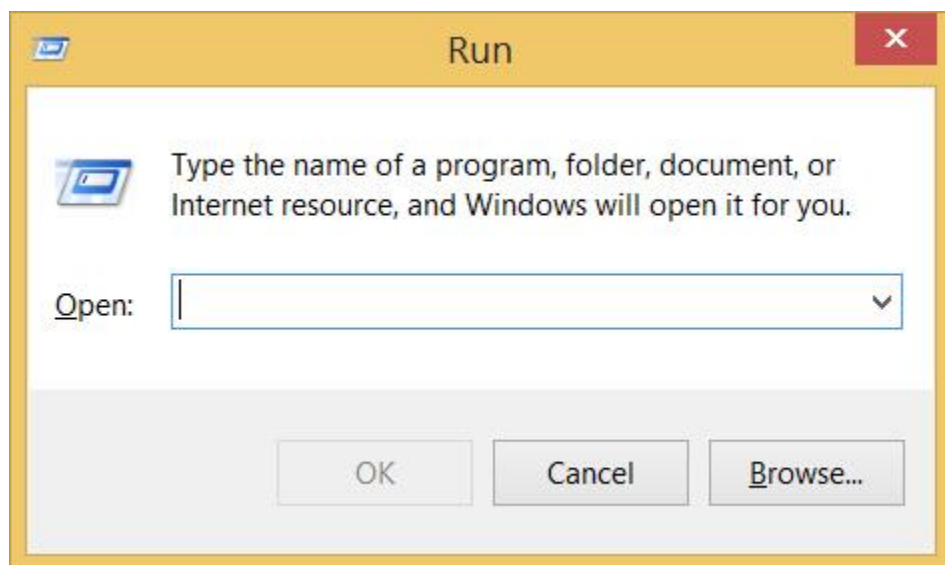 Run
Type the name of a program, folder, document, or
Internet resource, and Windows will open it for you.
Open:
OK Cancel Browse...